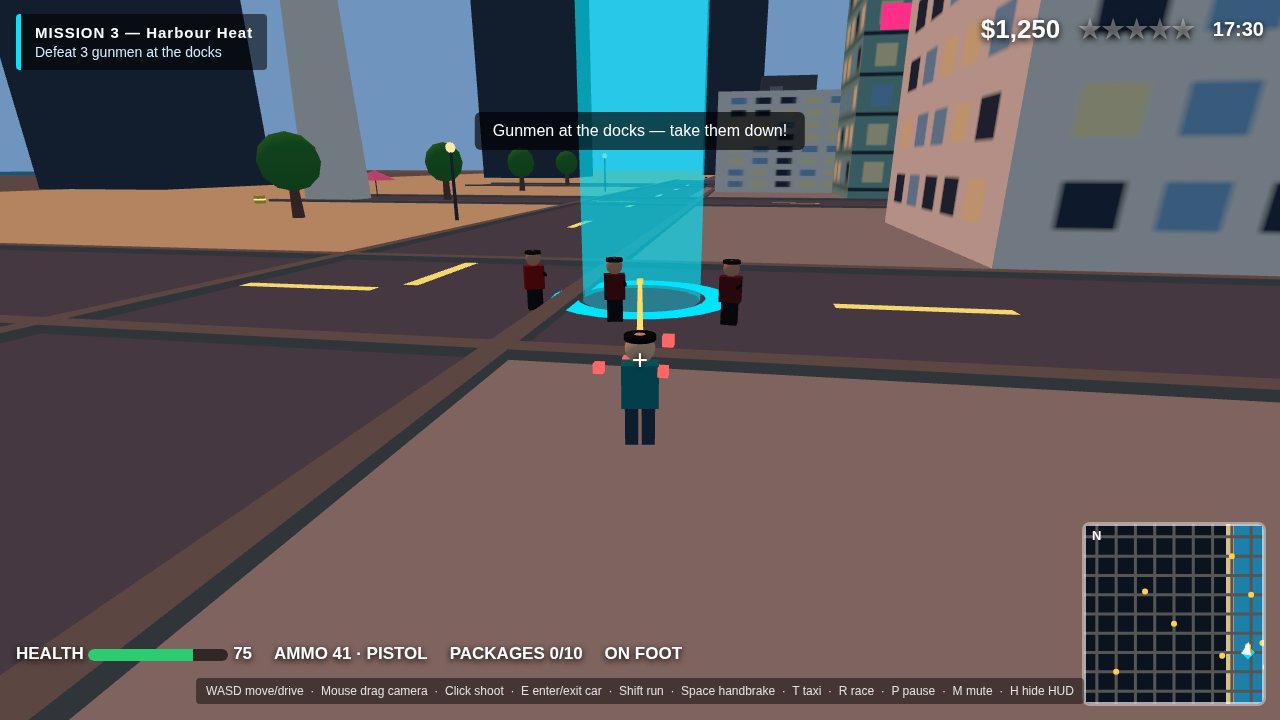 MISSION 3 — Harbour Heat
Defeat 3 gunmen at the docks
$1,250 ★★★★★ 17:30
Gunmen at the docks — take them down!
N
HEALTH 75 AMMO 41 · PISTOL PACKAGES 0/10 ON FOOT
WASD move/drive · Mouse drag camera · Click shoot · E enter/exit car · Shift run · Space handbrake · T taxi · R race · P pause · M mute · H hide HUD